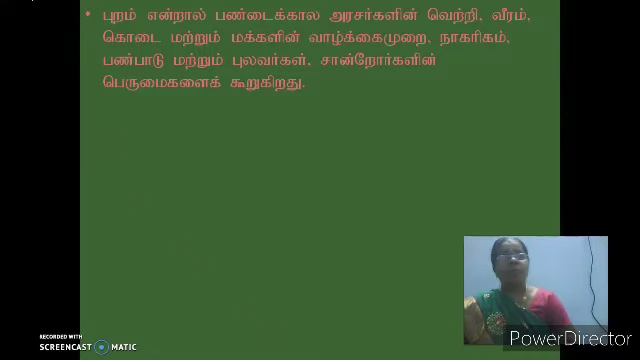 * புறம் என்றால் பண்டைக்கால அரசர்களின் வெற்றி, வீரம்,
கொடை மற்றும் மக்களின் வாழ்க்கைமுறை, நாகரிகம்,
பண்பாடு மற்றும் புலவர்கள், சான்றோர்களின்
பெருமைகளைக் கூறுகிறது.
RECORDED WITH
SCREENCAST MATIC
PowerDirector